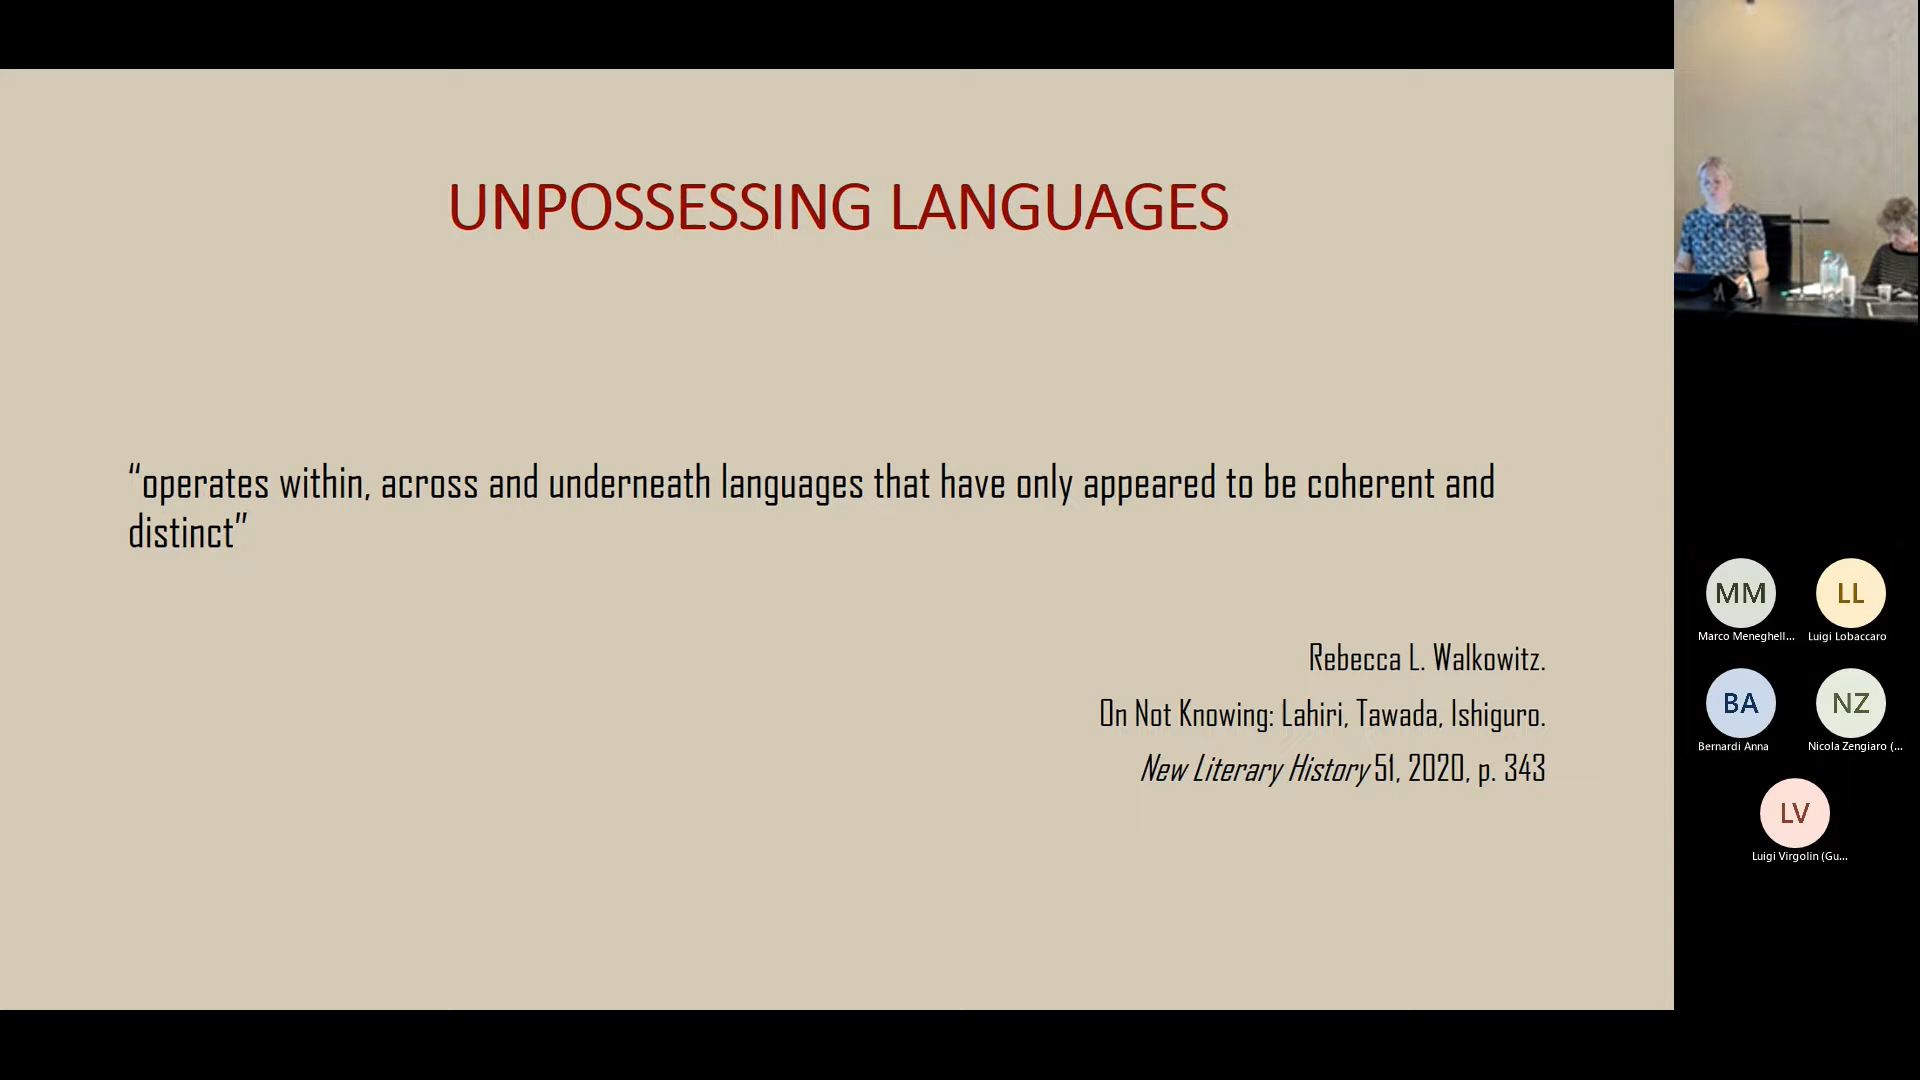 UNPOSSESSING LANGUAGES
“operates within, across and underneath languages that have only appeared to be coherent and
distinct”
Rebecca L. Walkowitz.
On Not Knowing: Lahiri, Tawada, Ishiguro.
New Literary History 51, 2020, p. 343
MM
LL
Marco Meneghell...
Luigi Lobaccaro
BA
NZ
Bernardi Anna
Nicola Zengiaro (...
LV
Luigi Virgolin (Gu...